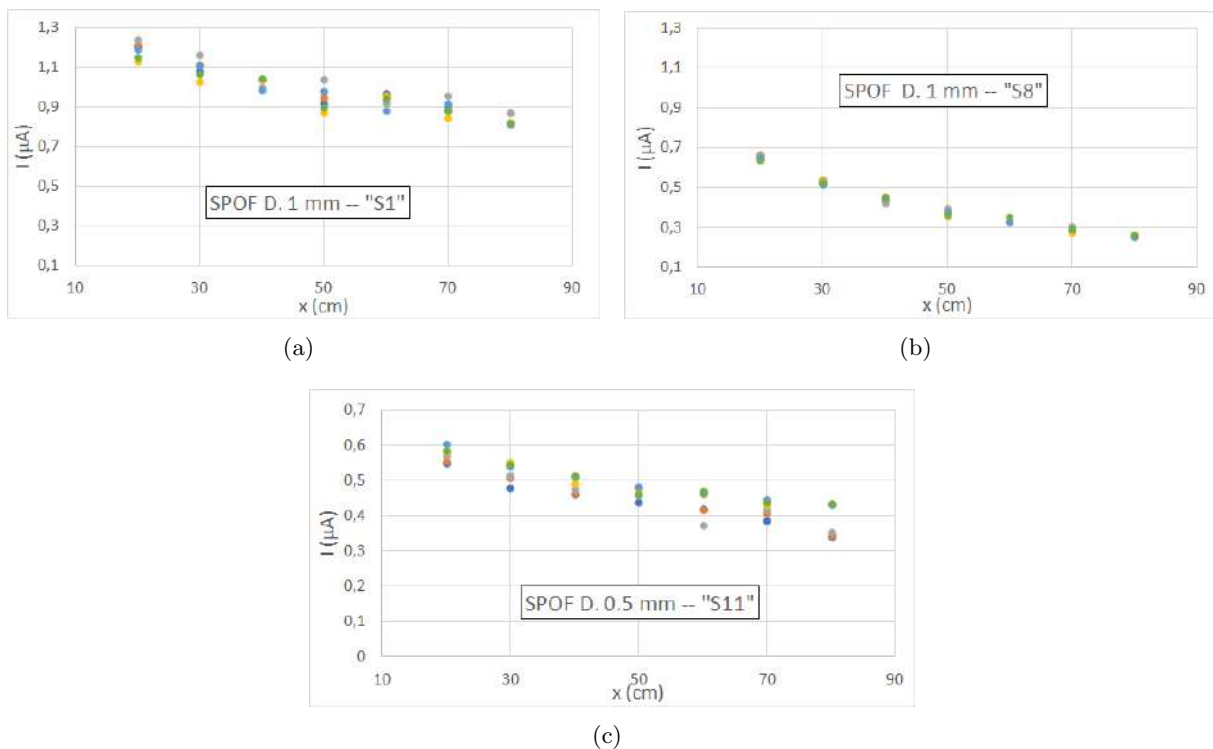 1,3
1,1
0,9
0,7
0,5
0,3
0,1
I (μA)
SPOF D. 1 mm -- "S1"
10 30 50 70 90
x (cm)
(a)
1,3
1,1
0,9
0,7
0,5
0,3
0,1
I (μA)
SPOF D. 1 mm -- "S8"
10 30 50 70 90
x (cm)
(b)
0,7
0,6
0,5
0,4
0,3
0,2
0,1
0
I (μA)
SPOF D. 0.5 mm -- "S11"
10 30 50 70 90
x (cm)
(c)